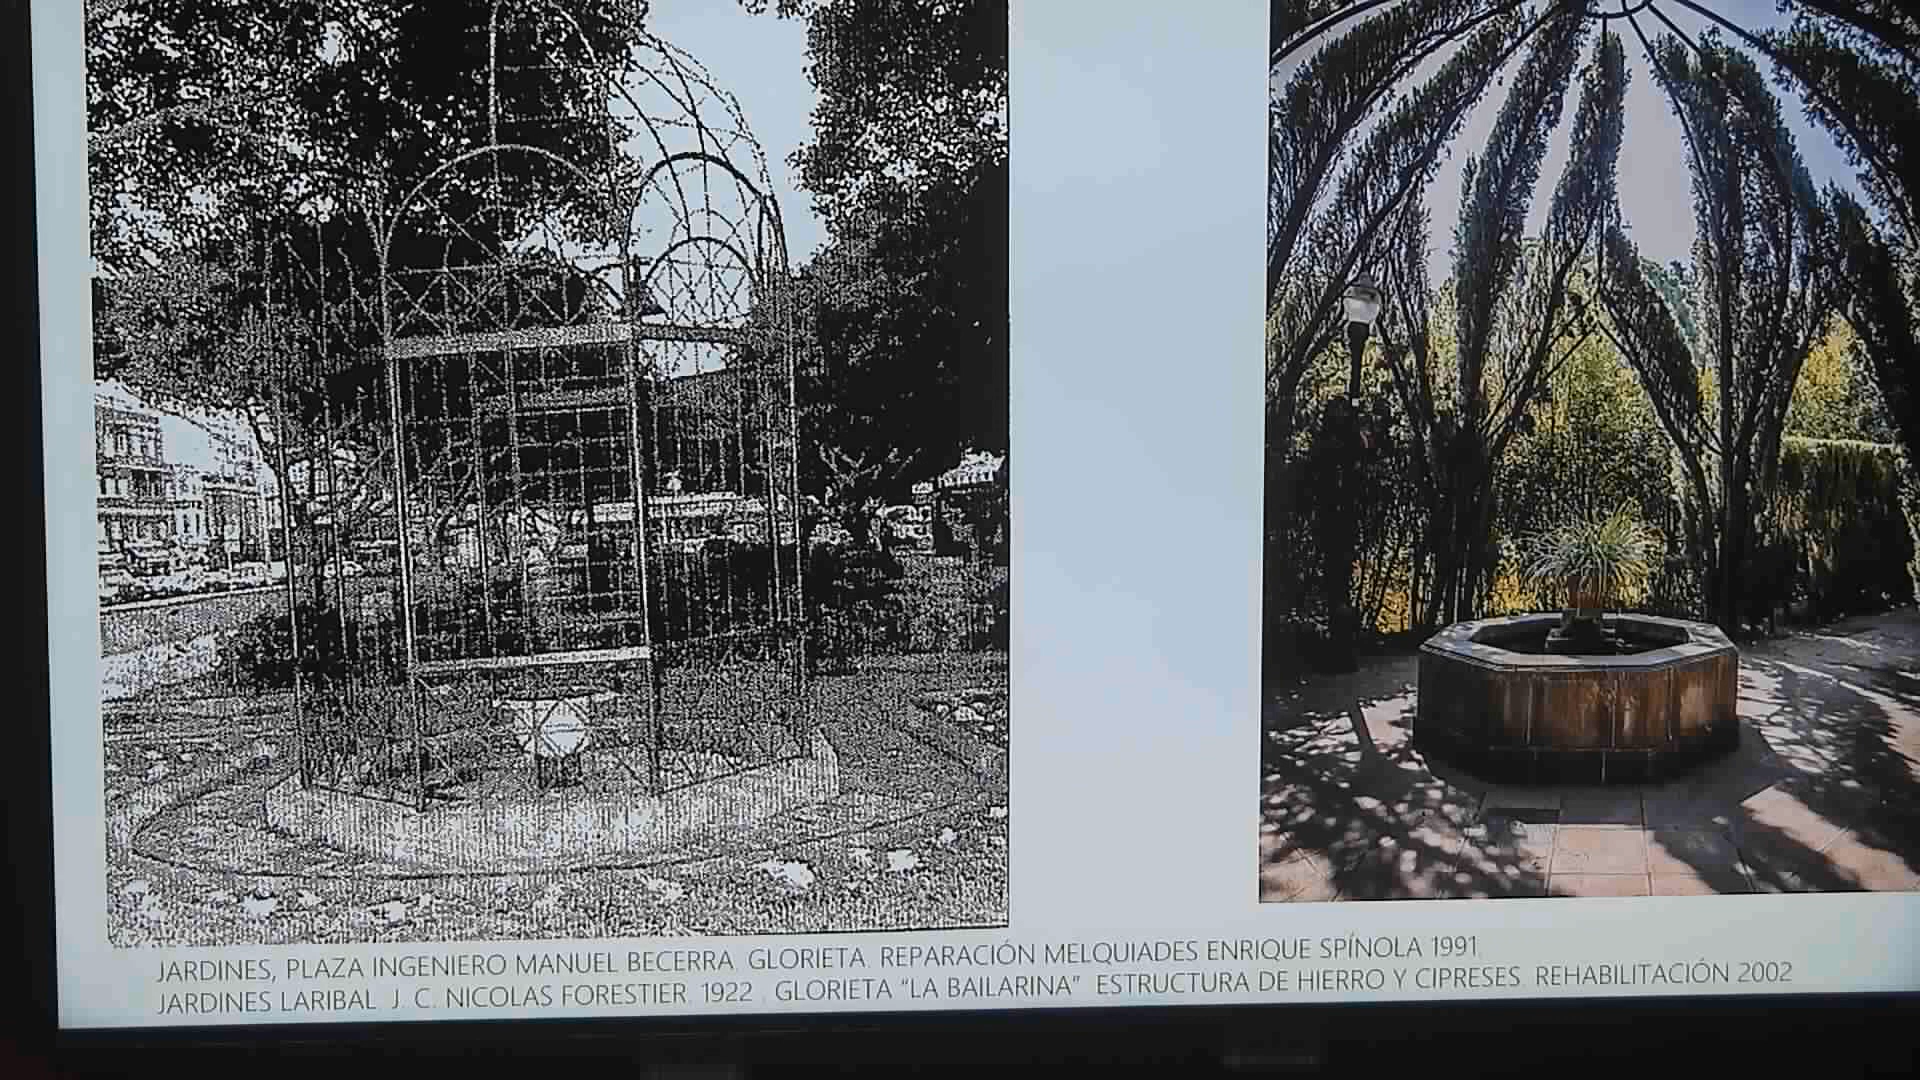 JARDINES, PLAZA INGENIERO MANUEL BECERRA. GLORIETA. REPARACIÓN MELQUIADES ENRIQUE SPÍNOLA 1991.
JARDINES LARIBAL. J. C. NICOLAS FORESTIER. 1922. GLORIETA “LA BAILARINA” ESTRUCTURA DE HIERRO Y CIPRESES. REHABILITACIÓN 2002